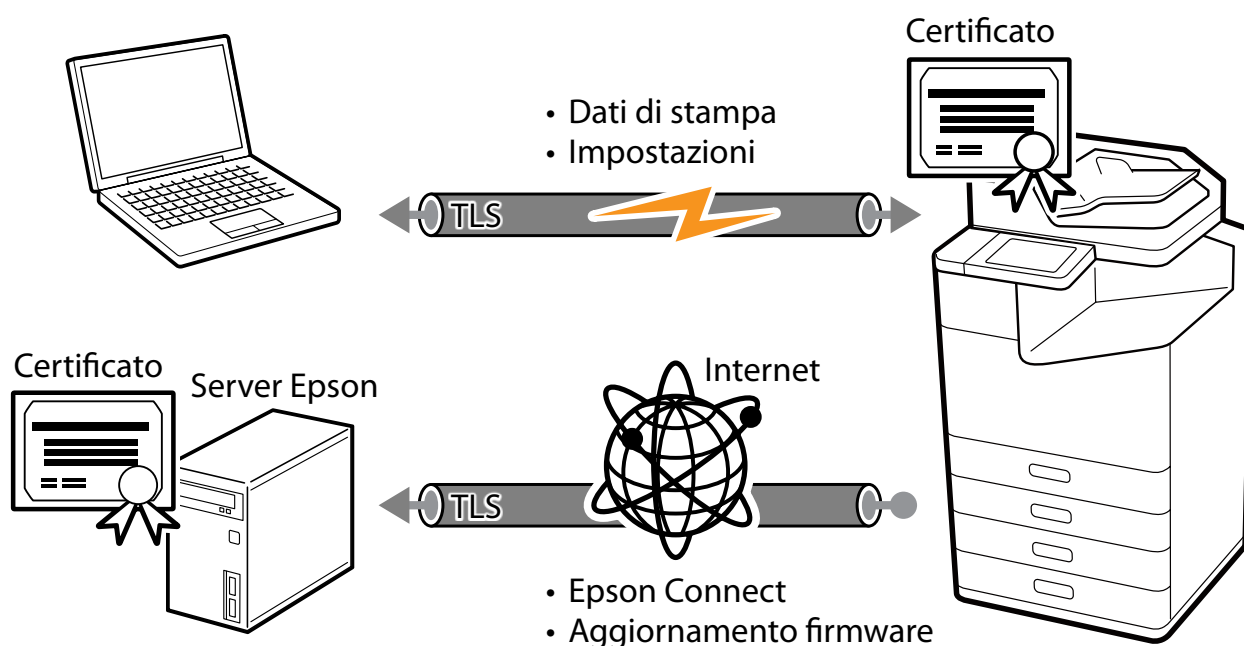 Certificato
• Dati di stampa
• Impostazioni
TLS
Certificato
Server Epson
Internet
TLS
• Epson Connect
• Aggiornamento firmware